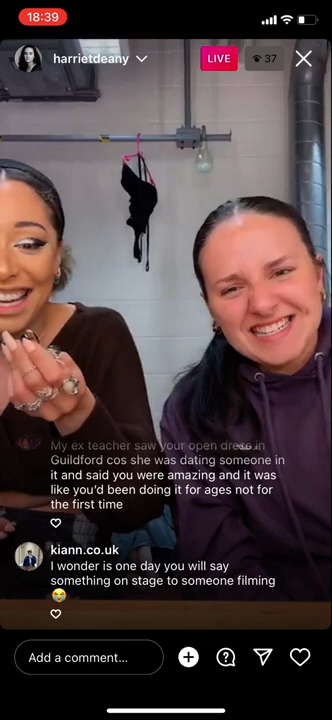 18:39
harrietdeany
LIVE
37
My ex teacher saw your open dress in
Guildford cos she was dating someone in
it and said you were amazing and it was
like you'd been doing it for ages not for
the first time
kiann.co.uk
I wonder is one day you will say
something on stage to someone filming
😭
Add a comment...